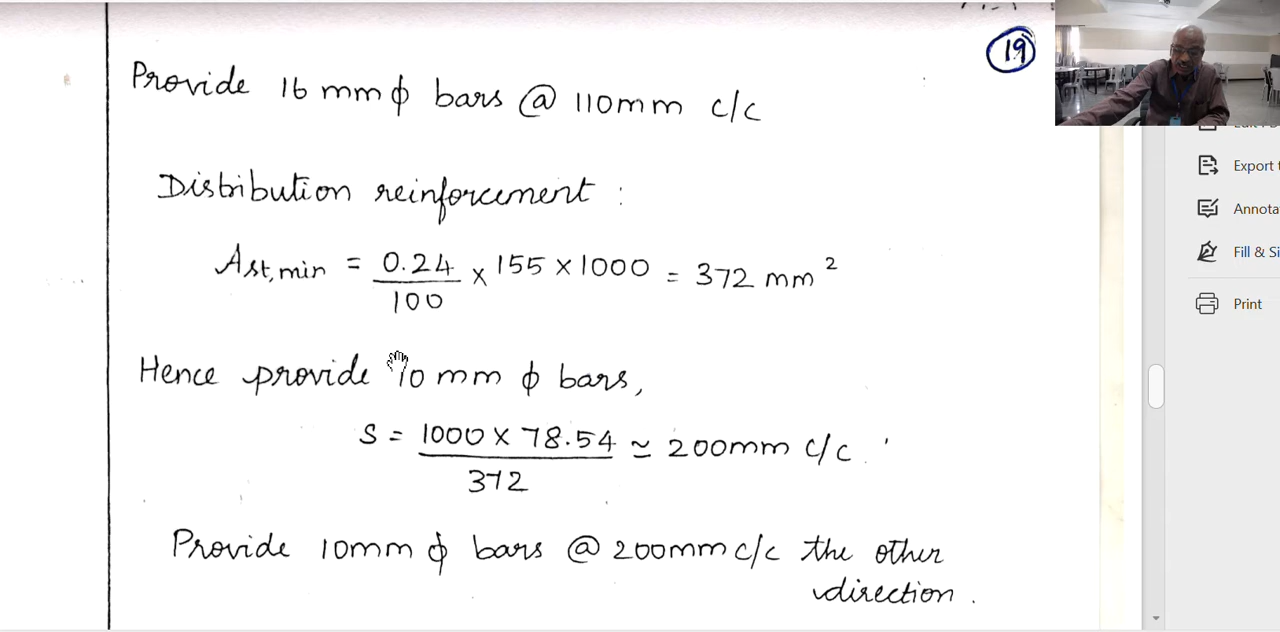 19
Provide 16 mm ϕ bars @ 110mm c/c
Distribution reinforcement :
Ast,min = 0.24/100 x 155 x 1000 = 372 mm²
Hence provide 10 mm ϕ bars,
S = 1000 x 78.54/372 ≃ 200mm c/c.
Provide 10mm ϕ bars @ 200mm c/c the other
direction.
Export t
Annota
Fill & Si
Print